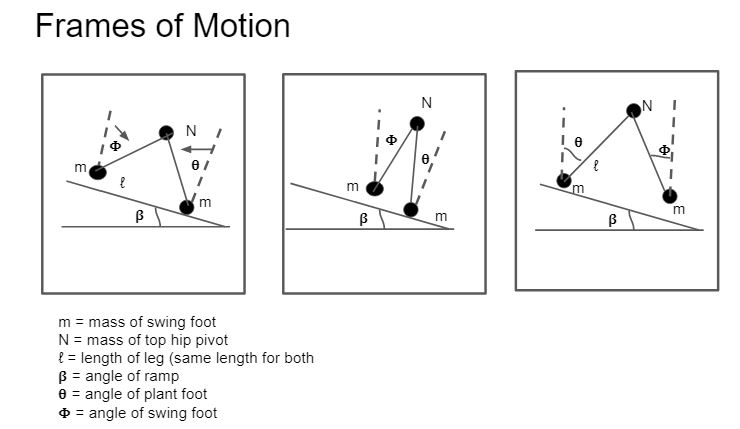 Frames of Motion
N
Φ
m
θ
ℓ
m
β
N
Φ
θ
m
β
m
N
θ
Φ
ℓ
m
m
β
m = mass of swing foot
N = mass of top hip pivot
ℓ = length of leg (same length for both
β = angle of ramp
θ = angle of plant foot
Φ = angle of swing foot